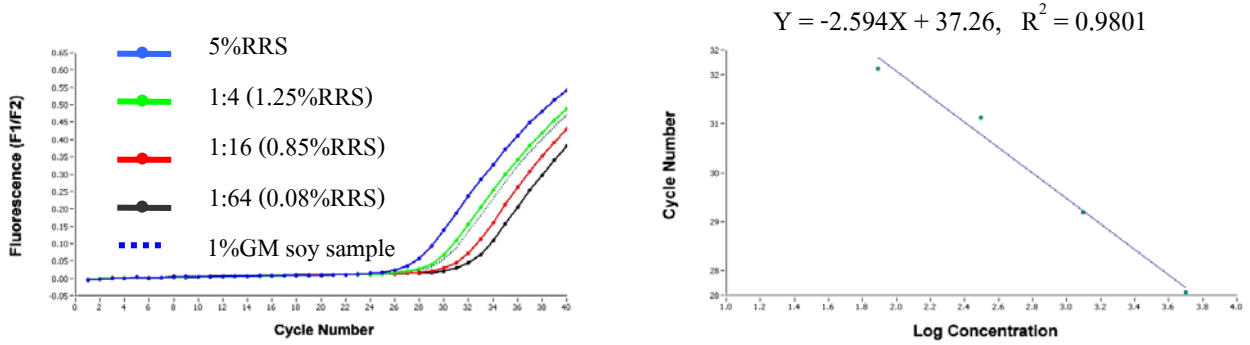 Y = -2.594X + 37.26, R² = 0.9801
5%RRS
1:4 (1.25%RRS)
1:16 (0.85%RRS)
1:64 (0.08%RRS)
1%GM soy sample
Fluorescence (F1/F2)
0.65
0.60
0.55
0.50
0.45
0.40
0.35
0.30
0.25
0.20
0.15
0.10
0.05
0.00
-0.05
0 2 4 6 8 10 12 14 16 18 20 22 24 26 28 30 32 34 36 38 40
Cycle Number
Cycle Number
32
32
31
30
29
28
1.0 1.2 1.4 1.6 1.8 2.0 2.2 2.4 2.6 2.8 3.0 3.2 3.4 3.6 3.8 4.0
Log Concentration